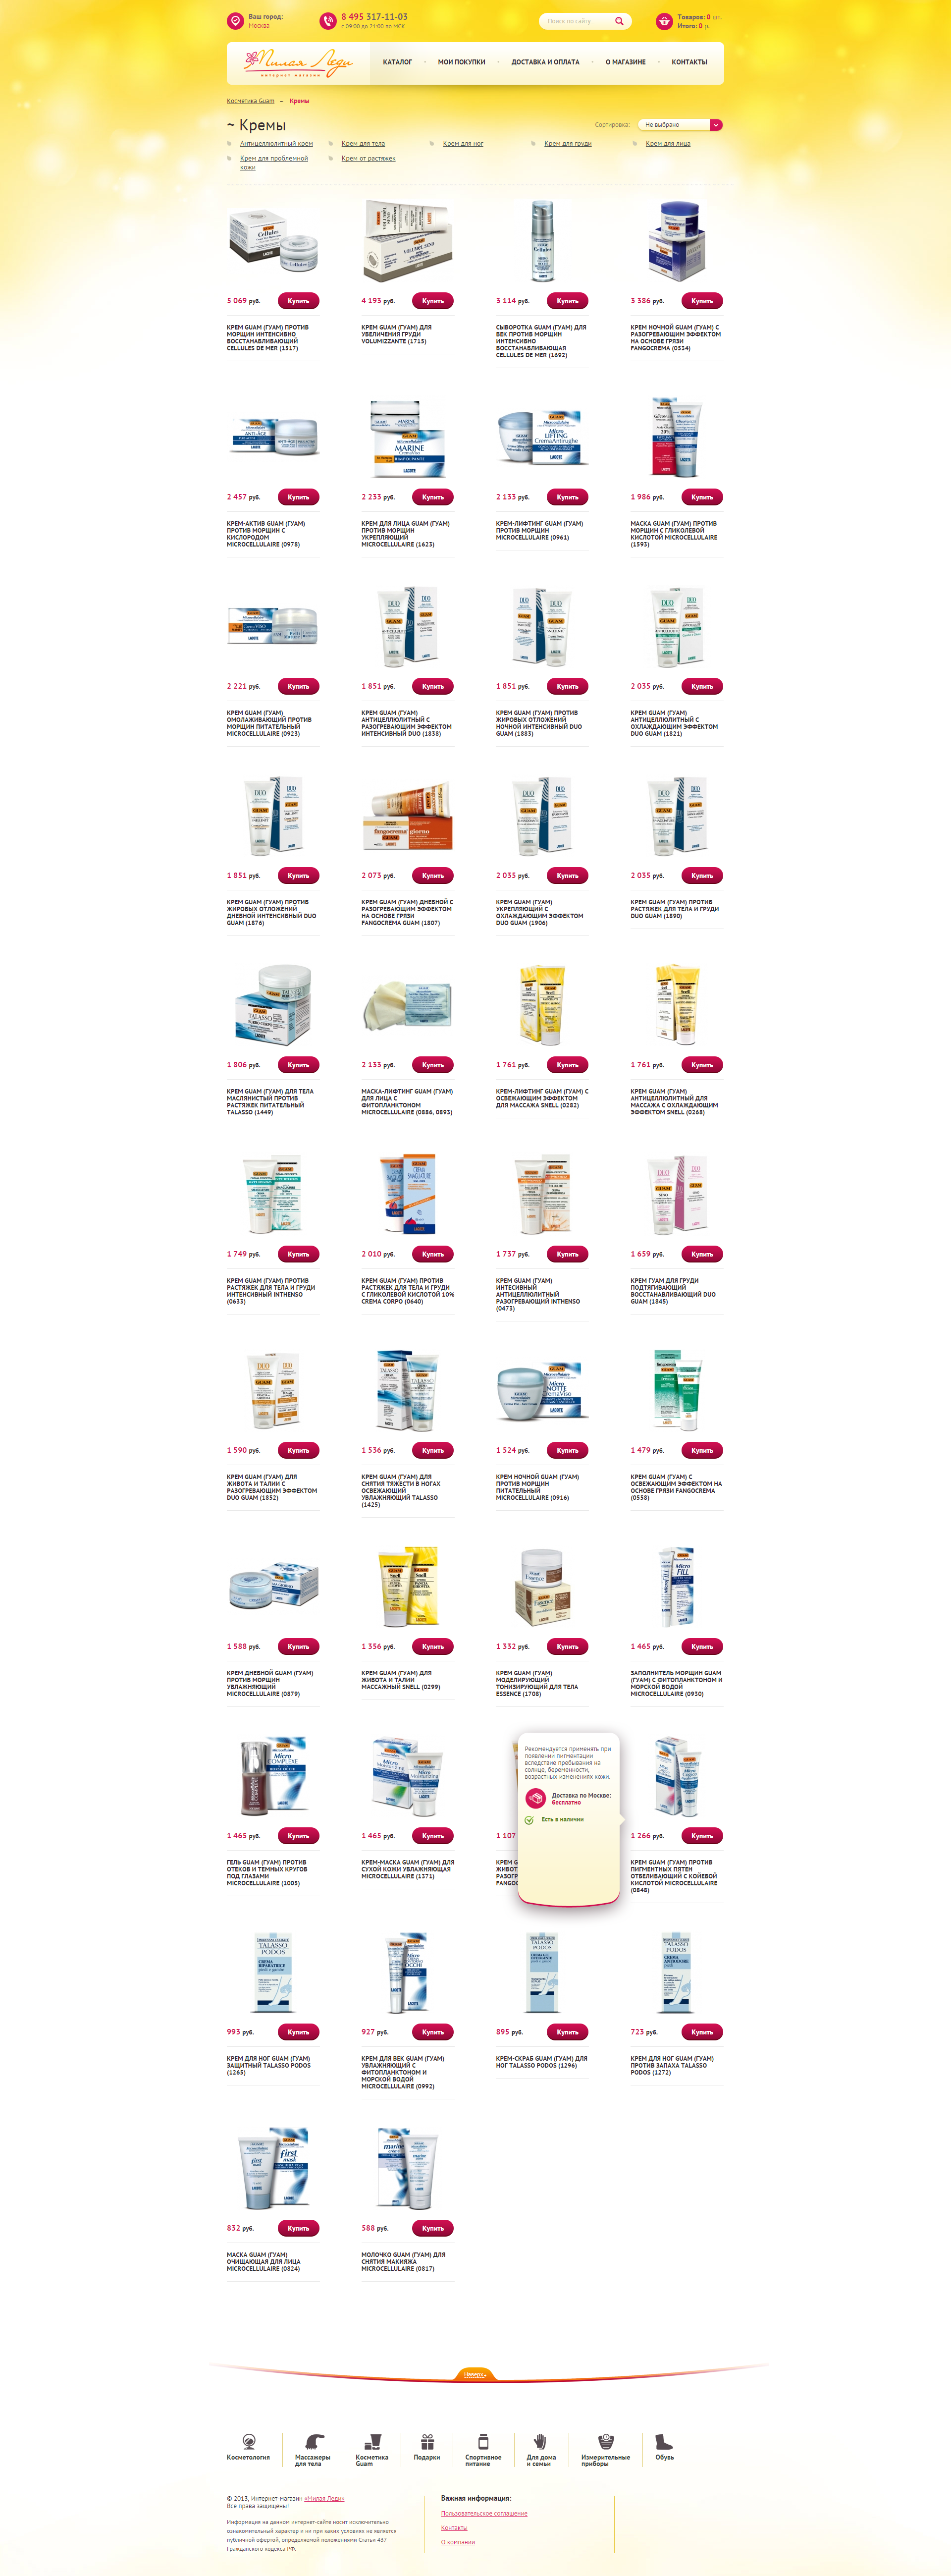 Ваш город:
Москва
8 495 317-11-03
с 09:00 до 21:00 по МСК.
Поиск по сайту...
Товаров: 0 шт.
Итого: 0 р.
Милая Леди
интернет магазин
КАТАЛОГ
МОИ ПОКУПКИ
ДОСТАВКА И ОПЛАТА
О МАГАЗИНЕ
КОНТАКТЫ
Косметика Guam – Кремы
~ Кремы
Сортировка: Не выбрано
Антицеллюлитный крем
Крем для тела
Крем для ног
Крем для груди
Крем для лица
Крем для проблемной
кожи
Крем от растяжек
5 069 руб. Купить
4 193 руб. Купить
3 114 руб. Купить
3 386 руб. Купить
КРЕМ GUAM (ГУАМ) ПРОТИВ
МОРЩИН ИНТЕНСИВНО
ВОССТАНАВЛИВАЮЩИЙ
CELLULES DE MER (1517)
КРЕМ GUAM (ГУАМ) ДЛЯ
УВЕЛИЧЕНИЯ ГРУДИ
VOLUMIZZANTE (1715)
СЫВОРОТКА GUAM (ГУАМ) ДЛЯ
ВЕК ПРОТИВ МОРЩИН
ИНТЕНСИВНО
ВОССТАНАВЛИВАЮЩАЯ
CELLULES DE MER (1692)
КРЕМ НОЧНОЙ GUAM (ГУАМ) С
РАЗОГРЕВАЮЩИМ ЭФФЕКТОМ
НА ОСНОВЕ ГРЯЗИ
FANGOCREMA (0534)
2 457 руб. Купить
2 233 руб. Купить
2 133 руб. Купить
1 986 руб. Купить
КРЕМ-АКТИВ GUAM (ГУАМ)
ПРОТИВ МОРЩИН С
КИСЛОРОДОМ
MICROCELLULAIRE (0978)
КРЕМ ДЛЯ ЛИЦА GUAM (ГУАМ)
ПРОТИВ МОРЩИН
УКРЕПЛЯЮЩИЙ
MICROCELLULAIRE (1623)
КРЕМ-ЛИФТИНГ GUAM (ГУАМ)
ПРОТИВ МОРЩИН
MICROCELLULAIRE (0961)
МАСКА GUAM (ГУАМ) ПРОТИВ
МОРЩИН С ГЛИКОЛЕВОЙ
КИСЛОТОЙ MICROCELLULAIRE
(1593)
2 221 руб. Купить
1 851 руб. Купить
1 851 руб. Купить
2 035 руб. Купить
КРЕМ GUAM (ГУАМ)
ОМОЛАЖИВАЮЩИЙ ПРОТИВ
МОРЩИН ПИТАТЕЛЬНЫЙ
MICROCELLULAIRE (0923)
КРЕМ GUAM (ГУАМ)
АНТИЦЕЛЛЮЛИТНЫЙ С
РАЗОГРЕВАЮЩИМ ЭФФЕКТОМ
ИНТЕНСИВНЫЙ DUO (1838)
КРЕМ GUAM (ГУАМ) ПРОТИВ
ЖИРОВЫХ ОТЛОЖЕНИЙ
НОЧНОЙ ИНТЕНСИВНЫЙ DUO
GUAM (1883)
КРЕМ GUAM (ГУАМ)
АНТИЦЕЛЛЮЛИТНЫЙ С
ОХЛАЖДАЮЩИМ ЭФФЕКТОМ
DUO GUAM (1821)
1 851 руб. Купить
2 073 руб. Купить
2 035 руб. Купить
2 035 руб. Купить
КРЕМ GUAM (ГУАМ) ПРОТИВ
ЖИРОВЫХ ОТЛОЖЕНИЙ
ДНЕВНОЙ ИНТЕНСИВНЫЙ DUO
GUAM (1876)
КРЕМ GUAM (ГУАМ) ДНЕВНОЙ С
РАЗОГРЕВАЮЩИМ ЭФФЕКТОМ
НА ОСНОВЕ ГРЯЗИ
FANGOCREMA GUAM (1807)
КРЕМ GUAM (ГУАМ)
УКРЕПЛЯЮЩИЙ С
ОХЛАЖДАЮЩИМ ЭФФЕКТОМ
DUO GUAM (1906)
КРЕМ GUAM (ГУАМ) ПРОТИВ
РАСТЯЖЕК ДЛЯ ТЕЛА И ГРУДИ
DUO GUAM (1890)
1 806 руб. Купить
2 133 руб. Купить
1 761 руб. Купить
1 761 руб. Купить
КРЕМ GUAM (ГУАМ) ДЛЯ ТЕЛА
МАСЛЯНИСТЫЙ ПРОТИВ
РАСТЯЖЕК ПИТАТЕЛЬНЫЙ
TALASSO (1449)
МАСКА-ЛИФТИНГ GUAM (ГУАМ)
ДЛЯ ЛИЦА С
ФИТОПЛАНКТОНОМ
MICROCELLULAIRE (0886, 0893)
КРЕМ-ЛИФТИНГ GUAM (ГУАМ) С
ОСВЕЖАЮЩИМ ЭФФЕКТОМ
ДЛЯ МАССАЖА SNELL (0282)
КРЕМ GUAM (ГУАМ)
АНТИЦЕЛЛЮЛИТНЫЙ ДЛЯ
МАССАЖА С ОХЛАЖДАЮЩИМ
ЭФФЕКТОМ SNELL (0268)
1 749 руб. Купить
2 010 руб. Купить
1 737 руб. Купить
1 659 руб. Купить
КРЕМ GUAM (ГУАМ) ПРОТИВ
РАСТЯЖЕК ДЛЯ ТЕЛА И ГРУДИ
ИНТЕНСИВНЫЙ INTHENSO
(0633)
КРЕМ GUAM (ГУАМ) ПРОТИВ
РАСТЯЖЕК ДЛЯ ТЕЛА И ГРУДИ
С ГЛИКОЛЕВОЙ КИСЛОТОЙ 10%
CREMA CORPO (0640)
КРЕМ GUAM (ГУАМ)
ИНТЕСИВНЫЙ
АНТИЦЕЛЛЮЛИТНЫЙ
РАЗОГРЕВАЮЩИЙ INTHENSO
(0473)
КРЕМ ГУАМ ДЛЯ ГРУДИ
ПОДТЯГИВАЮЩИЙ
ВОССТАНАВЛИВАЮЩИЙ DUO
GUAM (1845)
1 590 руб. Купить
1 536 руб. Купить
1 524 руб. Купить
1 479 руб. Купить
КРЕМ GUAM (ГУАМ) ДЛЯ
ЖИВОТА И ТАЛИИ С
РАЗОГРЕВАЮЩИМ ЭФФЕКТОМ
DUO GUAM (1852)
КРЕМ GUAM (ГУАМ) ДЛЯ
СНЯТИЯ ТЯЖЕСТИ В НОГАХ
ОСВЕЖАЮЩИЙ
УВЛАЖНЯЮЩИЙ TALASSO
(1425)
КРЕМ НОЧНОЙ GUAM (ГУАМ)
ПРОТИВ МОРЩИН
ПИТАТЕЛЬНЫЙ
MICROCELLULAIRE (0916)
КРЕМ GUAM (ГУАМ) С
ОСВЕЖАЮЩИМ ЭФФЕКТОМ НА
ОСНОВЕ ГРЯЗИ FANGOCREMA
(0558)
1 588 руб. Купить
1 356 руб. Купить
1 332 руб. Купить
1 465 руб. Купить
КРЕМ ДНЕВНОЙ GUAM (ГУАМ)
ПРОТИВ МОРЩИН
УВЛАЖНЯЮЩИЙ
MICROCELLULAIRE (0879)
КРЕМ GUAM (ГУАМ) ДЛЯ
ЖИВОТА И ТАЛИИ
МАССАЖНЫЙ SNELL (0299)
КРЕМ GUAM (ГУАМ)
МОДЕЛИРУЮЩИЙ
ТОНИЗИРУЮЩИЙ ДЛЯ ТЕЛА
ESSENCE (1708)
ЗАПОЛНИТЕЛЬ МОРЩИН GUAM
(ГУАМ) С ФИТОПЛАНКТОНОМ И
МОРСКОЙ ВОДОЙ
MICROCELLULAIRE (0930)
Рекомендуется применять при
появлении пигментации
вследствие пребывания на
солнце, беременности,
возрастных изменениях кожи.
Доставка по Москве:
бесплатно
Есть в наличии
1 465 руб. Купить
1 465 руб. Купить
1 107
1 266 руб. Купить
ГЕЛЬ GUAM (ГУАМ) ПРОТИВ
ОТЕКОВ И ТЕМНЫХ КРУГОВ
ПОД ГЛАЗАМИ
MICROCELLULAIRE (1005)
КРЕМ-МАСКА GUAM (ГУАМ) ДЛЯ
СУХОЙ КОЖИ УВЛАЖНЯЮЩАЯ
MICROCELLULAIRE (1371)
КРЕМ G
ЖИВОТ
РАЗОГР
FANGOC
КРЕМ GUAM (ГУАМ) ПРОТИВ
ПИГМЕНТНЫХ ПЯТЕН
ОТБЕЛИВАЮЩИЙ С КОЙЕВОЙ
КИСЛОТОЙ MICROCELLULAIRE
(0848)
993 руб. Купить
927 руб. Купить
895 руб. Купить
723 руб. Купить
КРЕМ ДЛЯ НОГ GUAM (ГУАМ)
ЗАЩИТНЫЙ TALASSO PODOS
(1265)
КРЕМ ДЛЯ ВЕК GUAM (ГУАМ)
УВЛАЖНЯЮЩИЙ С
ФИТОПЛАНКТОНОМ И
МОРСКОЙ ВОДОЙ
MICROCELLULAIRE (0992)
КРЕМ-СКРАБ GUAM (ГУАМ) ДЛЯ
НОГ TALASSO PODOS (1296)
КРЕМ ДЛЯ НОГ GUAM (ГУАМ)
ПРОТИВ ЗАПАХА TALASSO
PODOS (1272)
832 руб. Купить
588 руб. Купить
МАСКА GUAM (ГУАМ)
ОЧИЩАЮЩАЯ ДЛЯ ЛИЦА
MICROCELLULAIRE (0824)
МОЛОЧКО GUAM (ГУАМ) ДЛЯ
СНЯТИЯ МАКИЯЖА
MICROCELLULAIRE (0817)
Наверх
Косметология
Массажеры
для тела
Косметика
Guam
Подарки
Спортивное
питание
Для дома
и семьи
Измерительные
приборы
Обувь
© 2013, Интернет-магазин «Милая Леди»
Все права защищены!
Информация на данном интернет-сайте носит исключительно
ознакомительный характер и ни при каких условиях не является
публичной офертой, определяемой положениями Статьи 437
Гражданского кодекса РФ.
Важная информация:
Пользовательское соглашение
Контакты
О компании